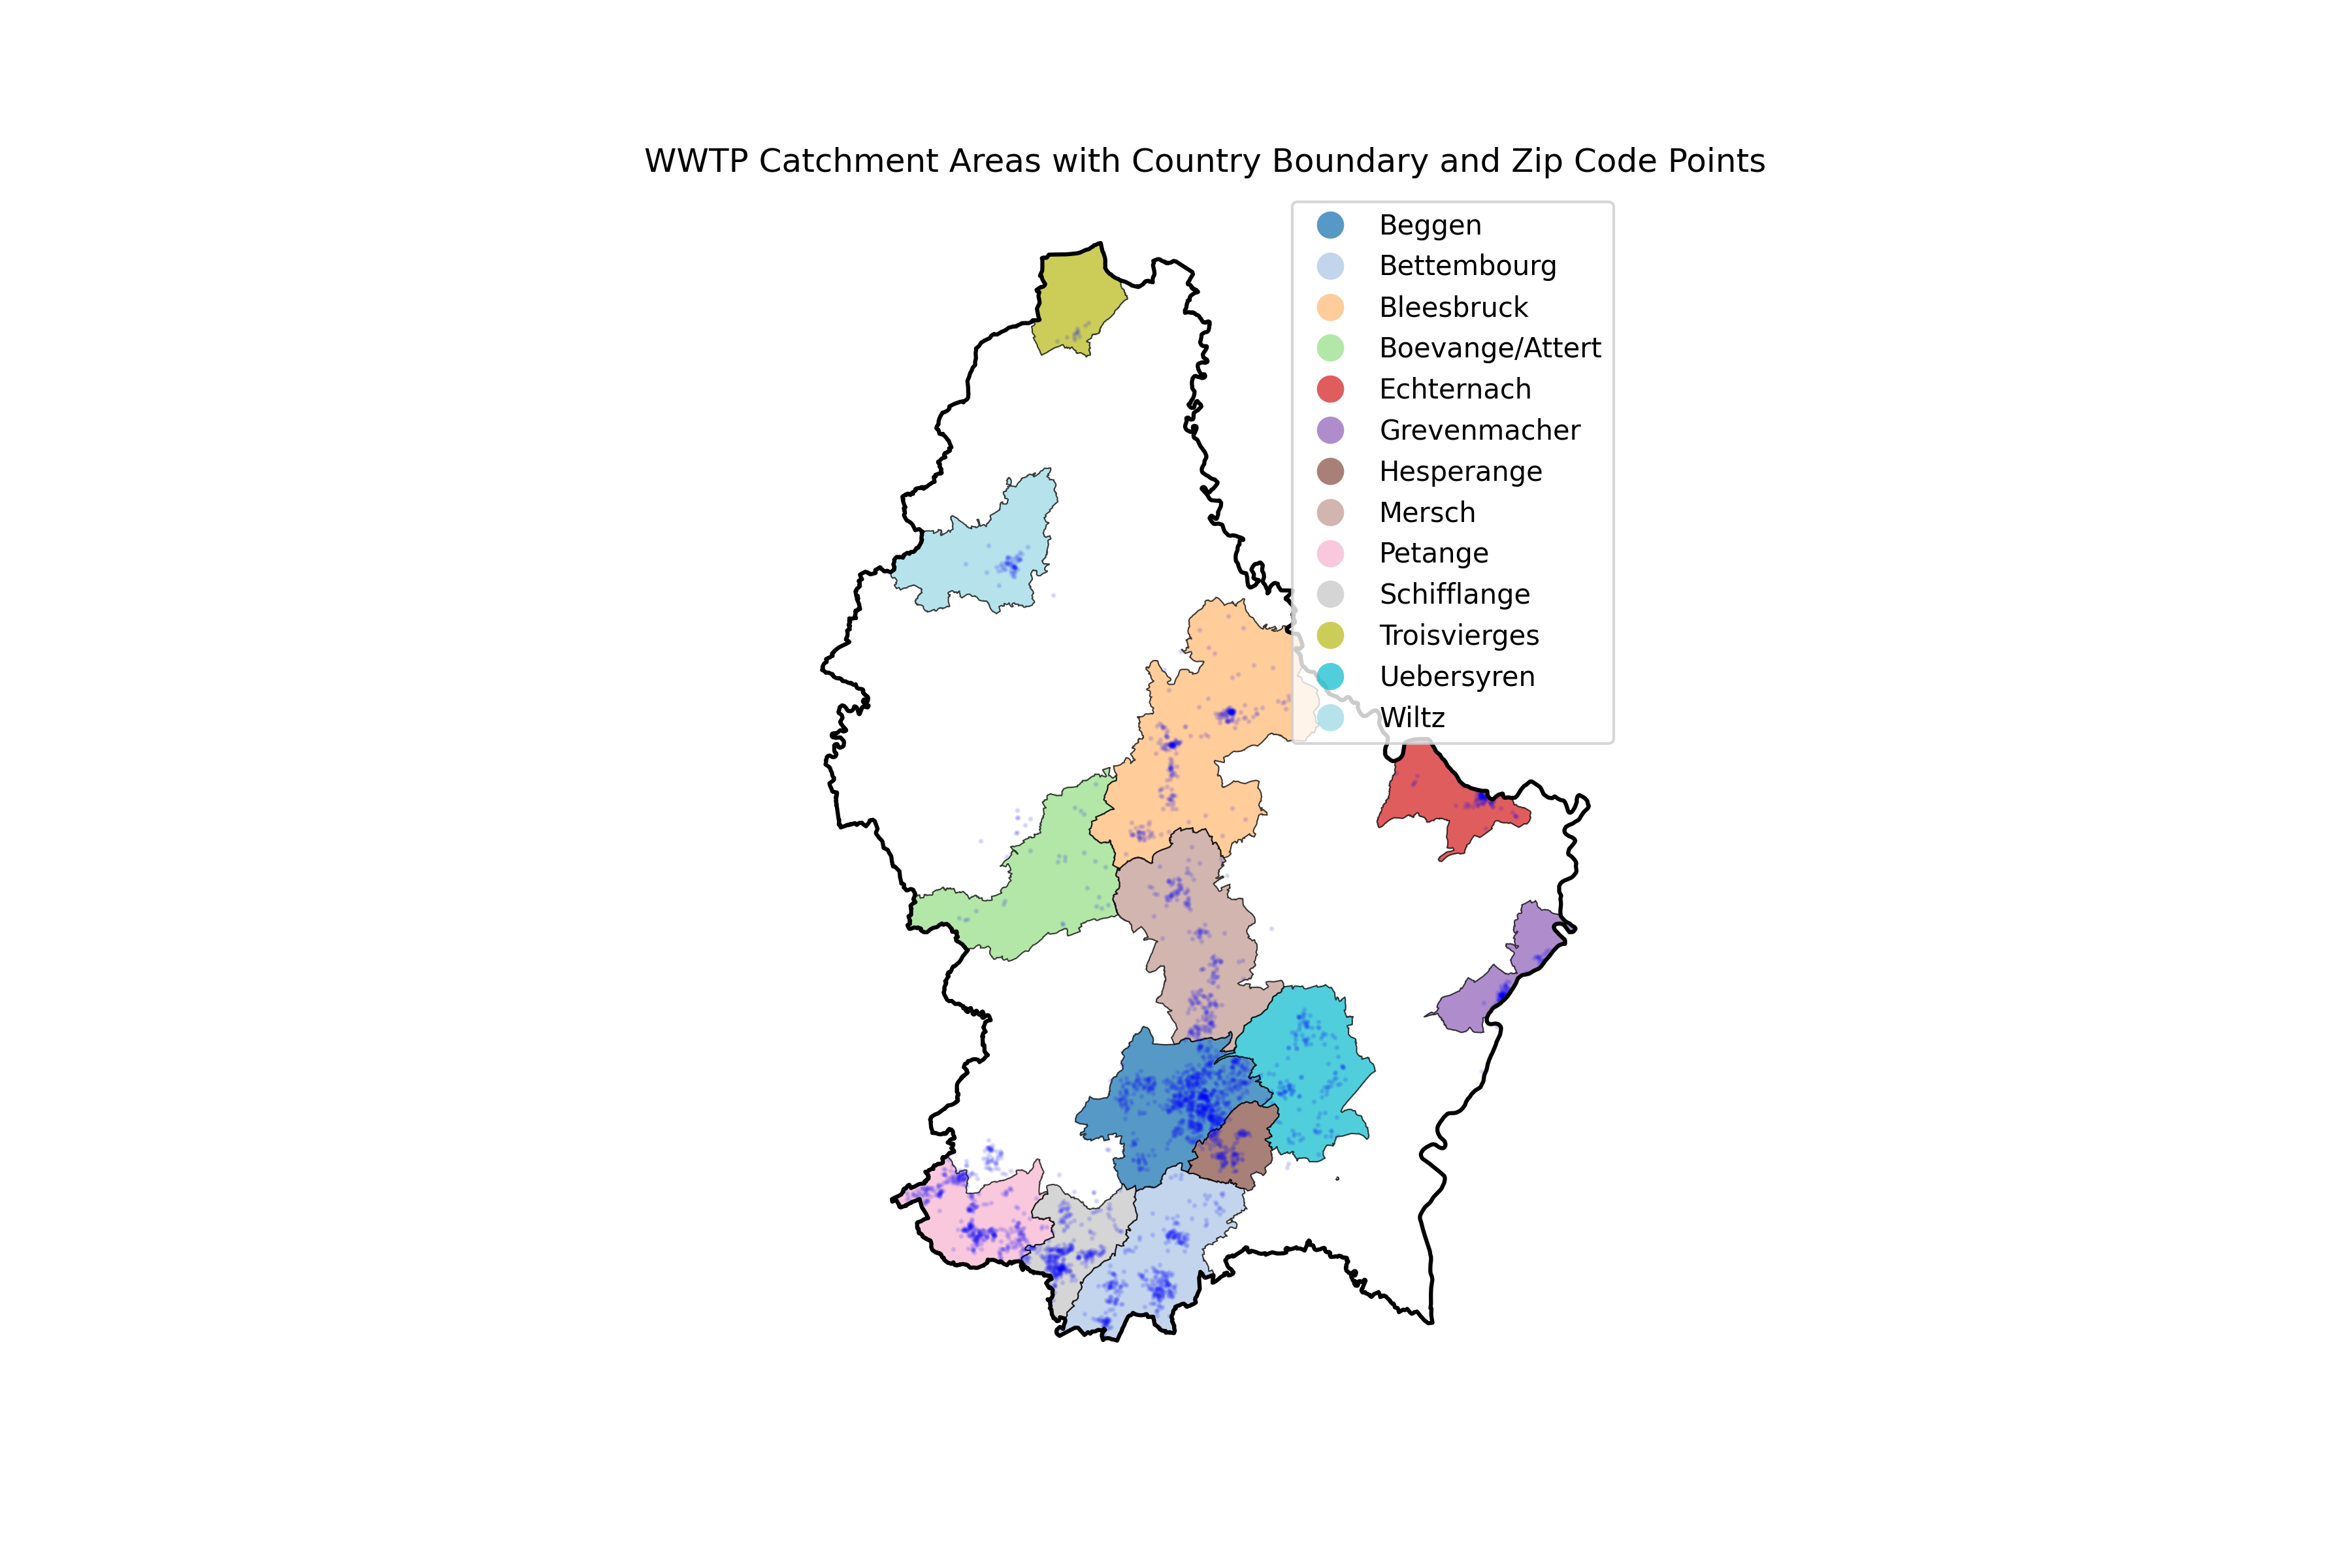 WWTP Catchment Areas with Country Boundary and Zip Code Points
Beggen
Bettembourg
Bleesbruck
Boevange/Attert
Echternach
Grevenmacher
Hesperange
Mersch
Petange
Schifflange
Troisvierges
Uebersyren
Wiltz